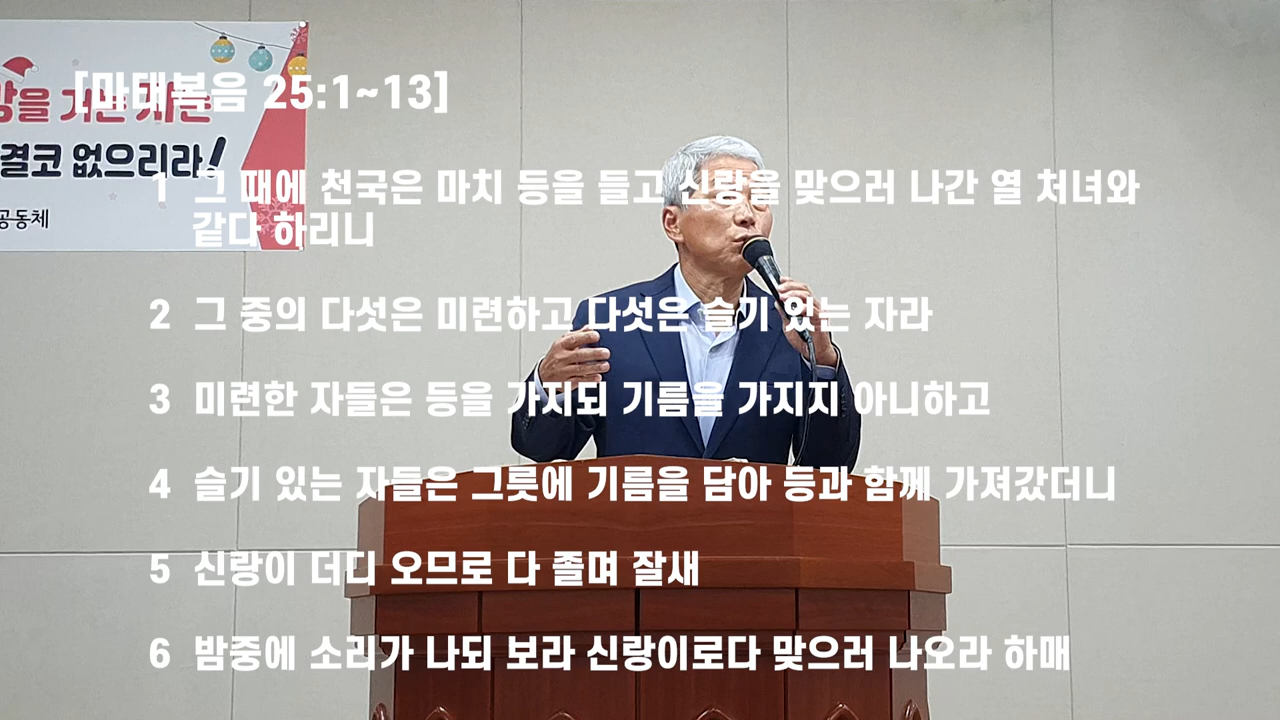 [마태복음 25:1~13]
을 가는 자는
결코 없으리라!
공동체
1 그 때에 천국은 마치 등을 들고 신랑을 맞으러 나간 열 처녀와
같다 하리니
2 그 중의 다섯은 미련하고 다섯은 슬기 있는 자라
3 미련한 자들은 등을 가지되 기름을 가지지 아니하고
4 슬기 있는 자들은 그릇에 기름을 담아 등과 함께 가져갔더니
5 신랑이 더디 오므로 다 졸며 잘새
6 밤중에 소리가 나되 보라 신랑이로다 맞으러 나오라 하매